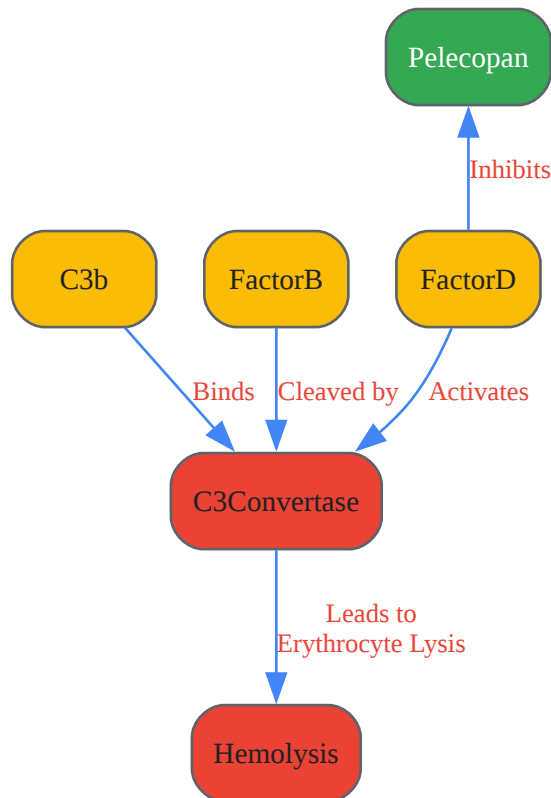 Pelecopan
Inhibits
C3b
FactorB
FactorD
Binds
Cleaved by
Activates
C3Convertase
Leads to
Erythrocyte Lysis
Hemolysis